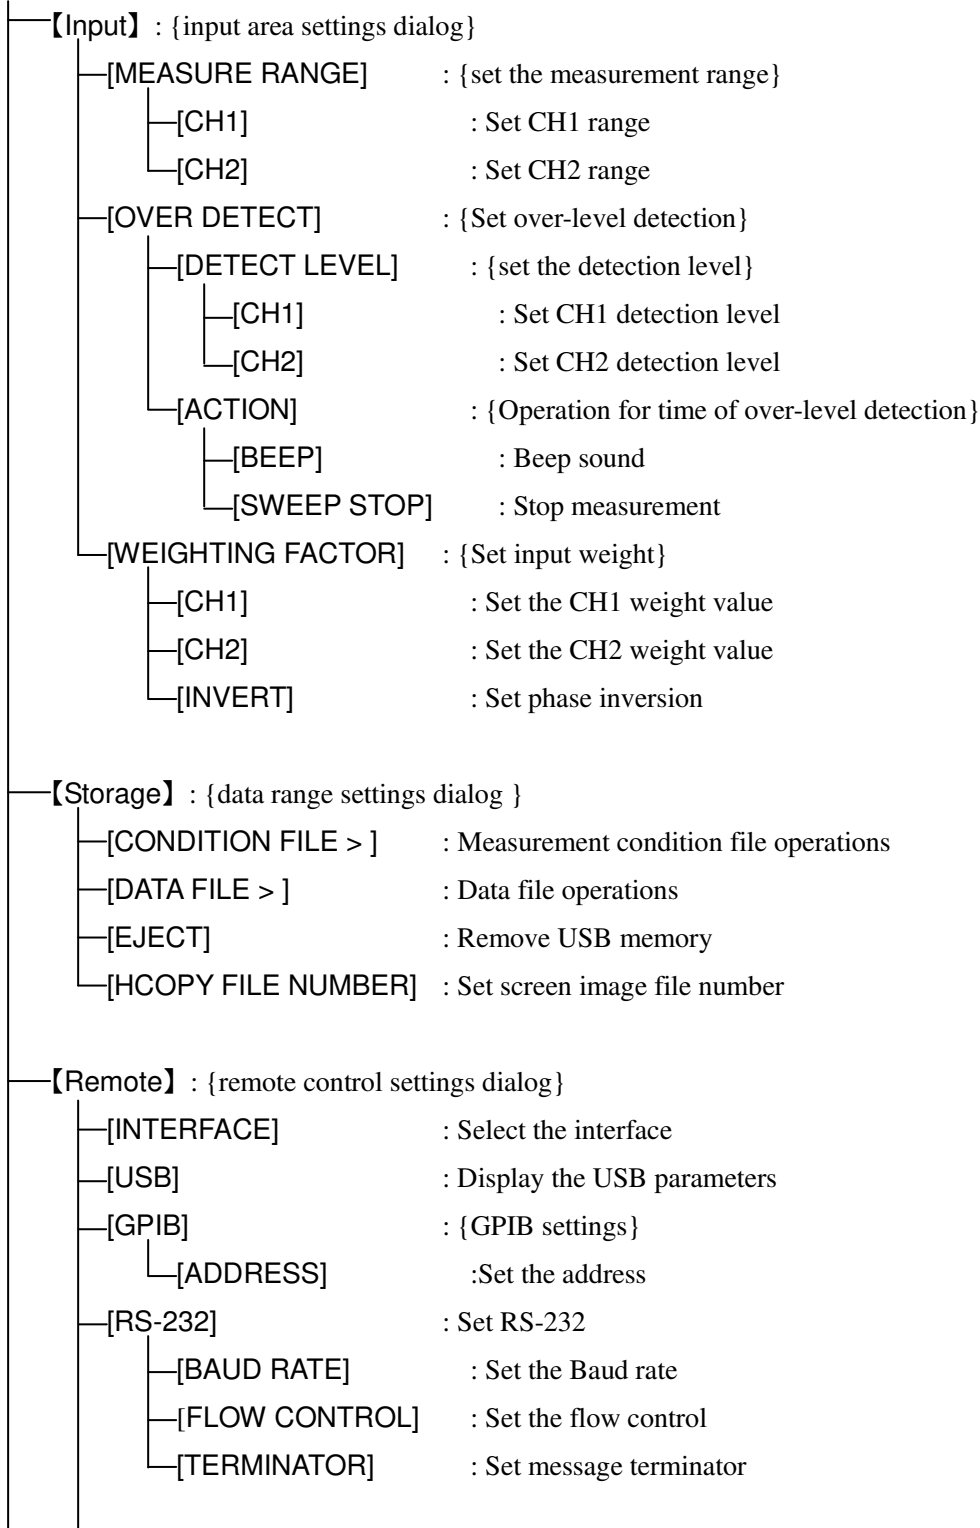 【Input】 : {input area settings dialog}
[MEASURE RANGE] : {set the measurement range}
[CH1] : Set CH1 range
[CH2] : Set CH2 range
[OVER DETECT] : {Set over-level detection}
[DETECT LEVEL] : {set the detection level}
[CH1] : Set CH1 detection level
[CH2] : Set CH2 detection level
[ACTION] : {Operation for time of over-level detection}
[BEEP] : Beep sound
[SWEEP STOP] : Stop measurement
[WEIGHTING FACTOR] : {Set input weight}
[CH1] : Set the CH1 weight value
[CH2] : Set the CH2 weight value
[INVERT] : Set phase inversion
【Storage】 : {data range settings dialog }
[CONDITION FILE > ] : Measurement condition file operations
[DATA FILE > ] : Data file operations
[EJECT] : Remove USB memory
[HCOPY FILE NUMBER] : Set screen image file number
【Remote】 : {remote control settings dialog}
[INTERFACE] : Select the interface
[USB] : Display the USB parameters
[GPIB] : {GPIB settings}
[ADDRESS] :Set the address
[RS-232] : Set RS-232
[BAUD RATE] : Set the Baud rate
[FLOW CONTROL] : Set the flow control
[TERMINATOR] : Set message terminator